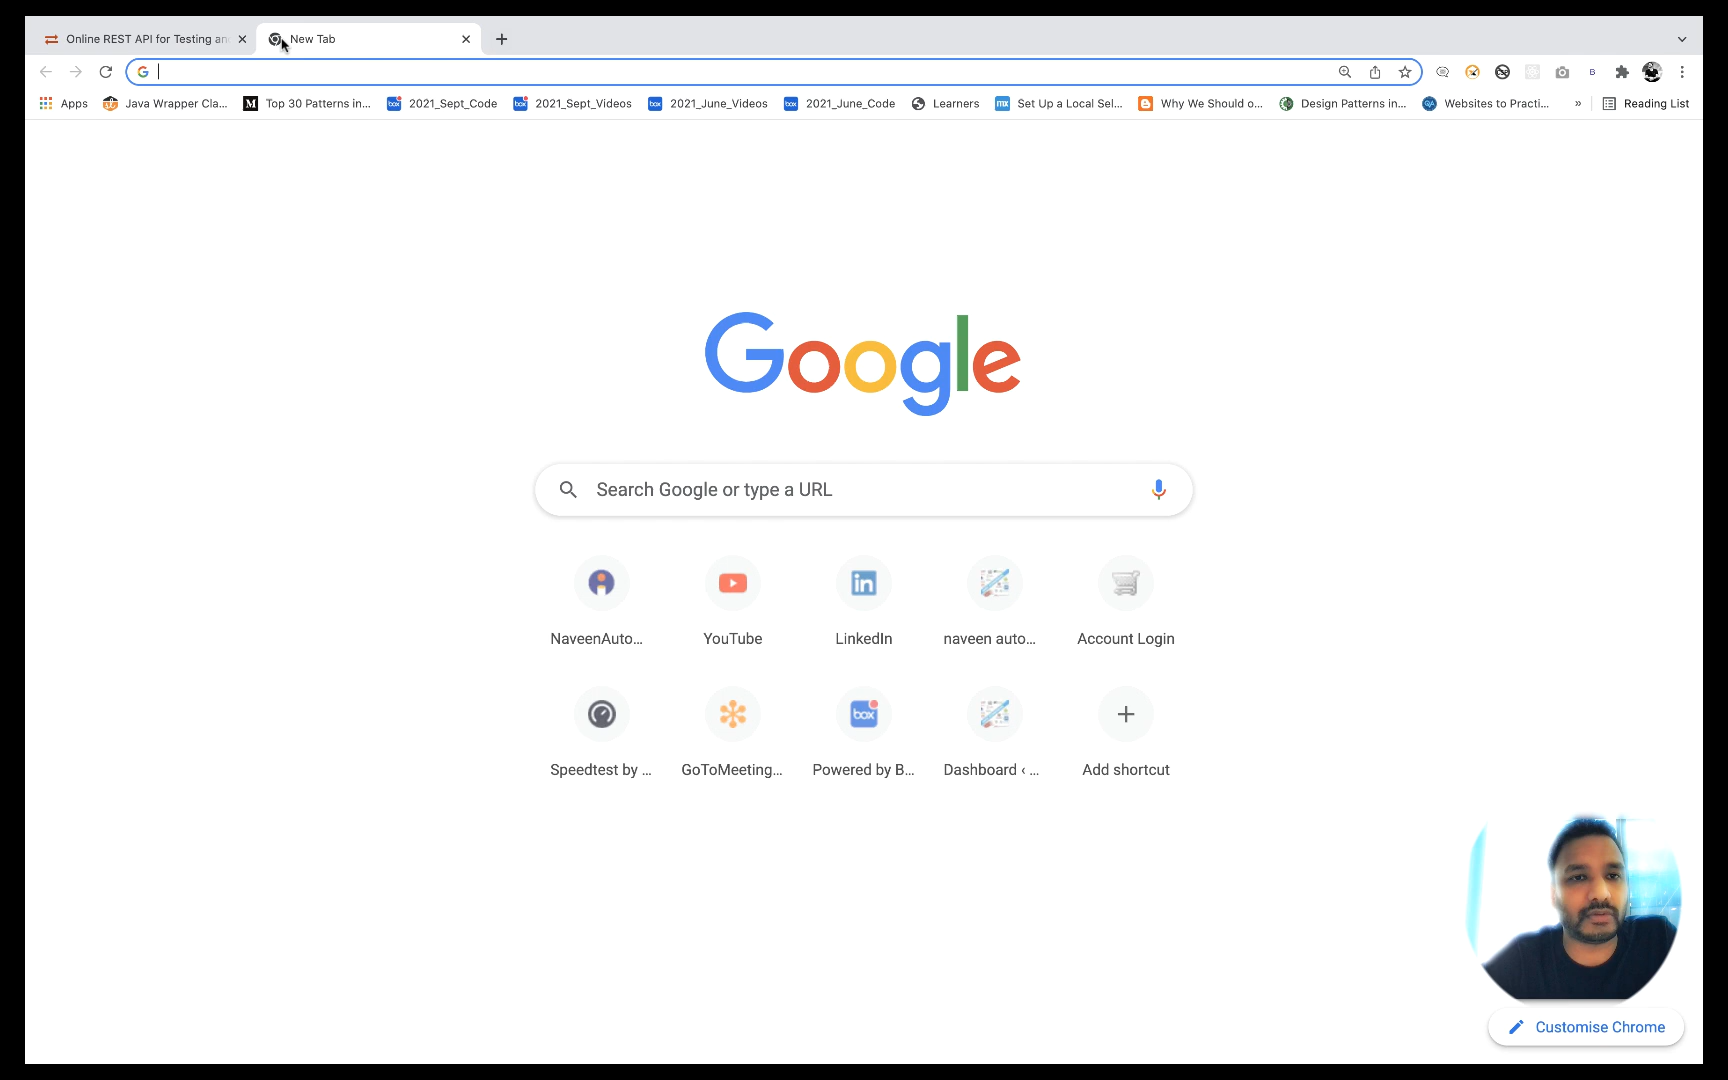 Online REST API for Testing an
New Tab
Apps
Java Wrapper Cla...
Top 30 Patterns in...
2021_Sept_Code
2021_Sept_Videos
2021_June_Videos
2021_June_Code
Learners
Set Up a Local Sel...
Why We Should o...
Design Patterns in...
Websites to Practi...
»
Reading List
Google
Search Google or type a URL
NaveenAuto...
YouTube
LinkedIn
naveen auto...
Account Login
Speedtest by ...
GoToMeeting...
Powered by B...
Dashboard ‹ ...
Add shortcut
Customise Chrome